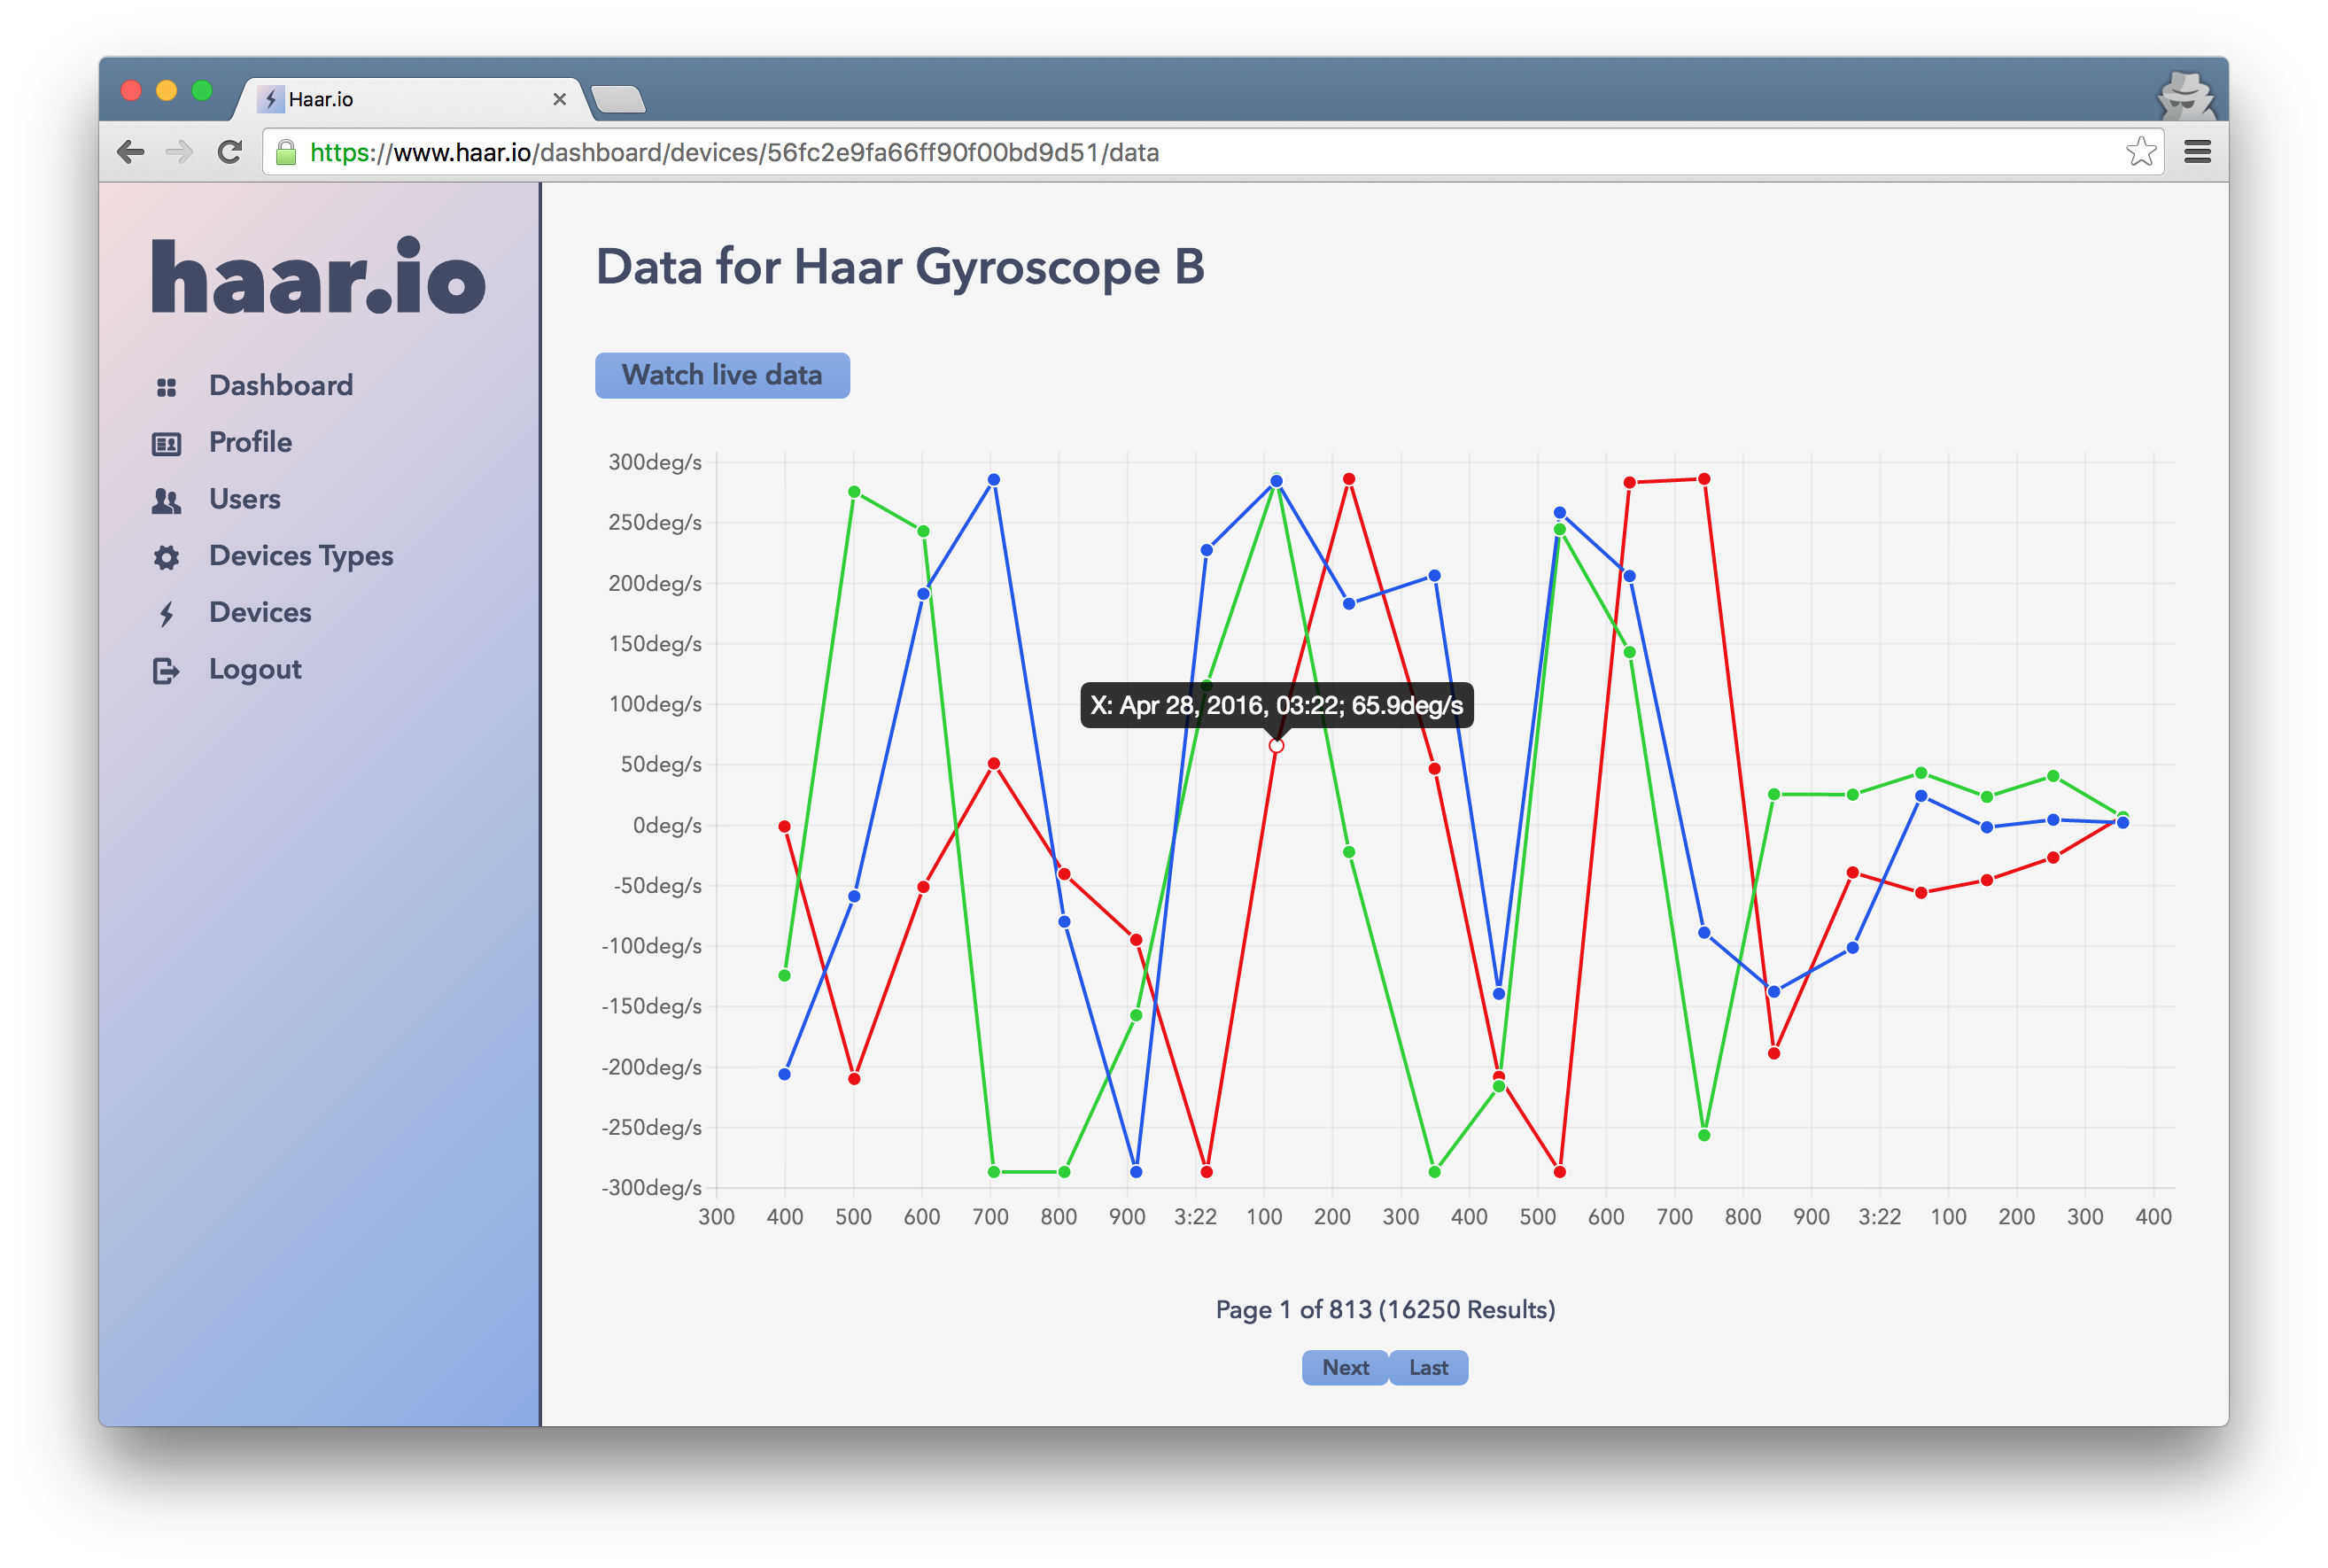 Haar.io
https://www.haar.io/dashboard/devices/56fc2e9fa66ff90f00bd9d51/data
haar.io
Dashboard
Profile
Users
Devices Types
Devices
Logout
Data for Haar Gyroscope B
Watch live data
300deg/s
250deg/s
200deg/s
150deg/s
100deg/s
50deg/s
0deg/s
-50deg/s
-100deg/s
-150deg/s
-200deg/s
-250deg/s
-300deg/s
X: Apr 28, 2016, 03:22; 65.9deg/s
300 400 500 600 700 800 900 3:22 100 200 300 400 500 600 700 800 900 3:22 100 200 300 400
Page 1 of 813 (16250 Results)
Next Last